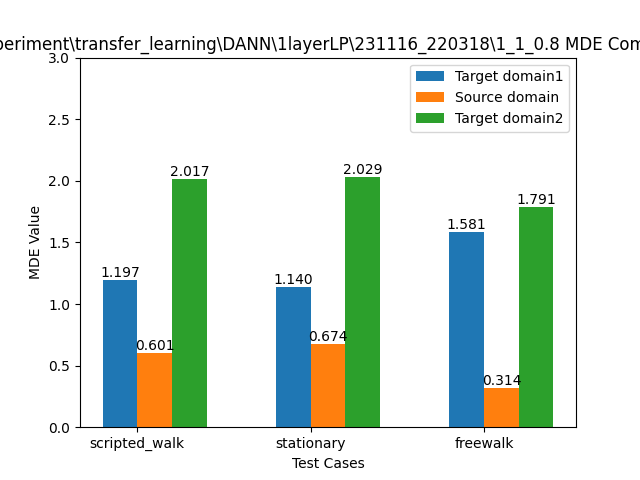 periment\transfer_learning\DANN\1layerLP\231116_220318\1_1_0.8 MDE Com
3.0
2.5
2.0
1.5
1.0
0.5
0.0
MDE Value
Target domain1
Source domain
Target domain2
1.197
0.601
2.017
1.140
0.674
2.029
1.581
0.314
1.791
scripted_walk
stationary
freewalk
Test Cases